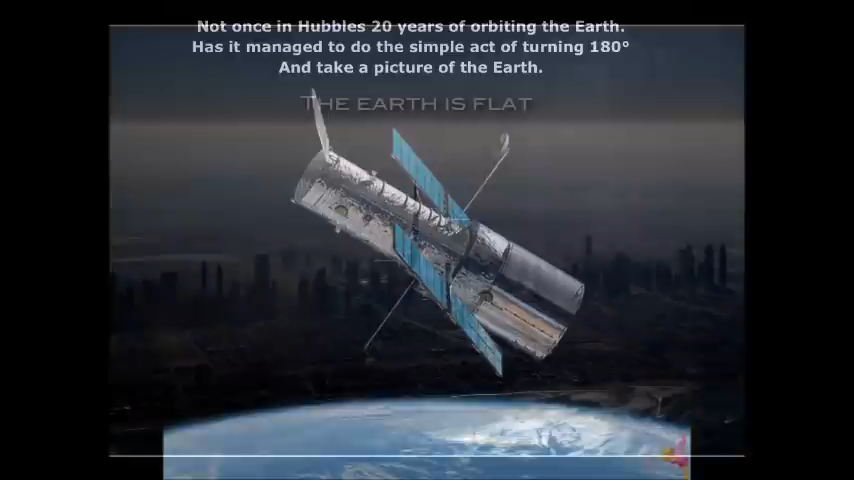 Not once in Hubbles 20 years of orbiting the Earth.
Has it managed to do the simple act of turning 180°
And take a picture of the Earth.
THE EARTH IS FLAT